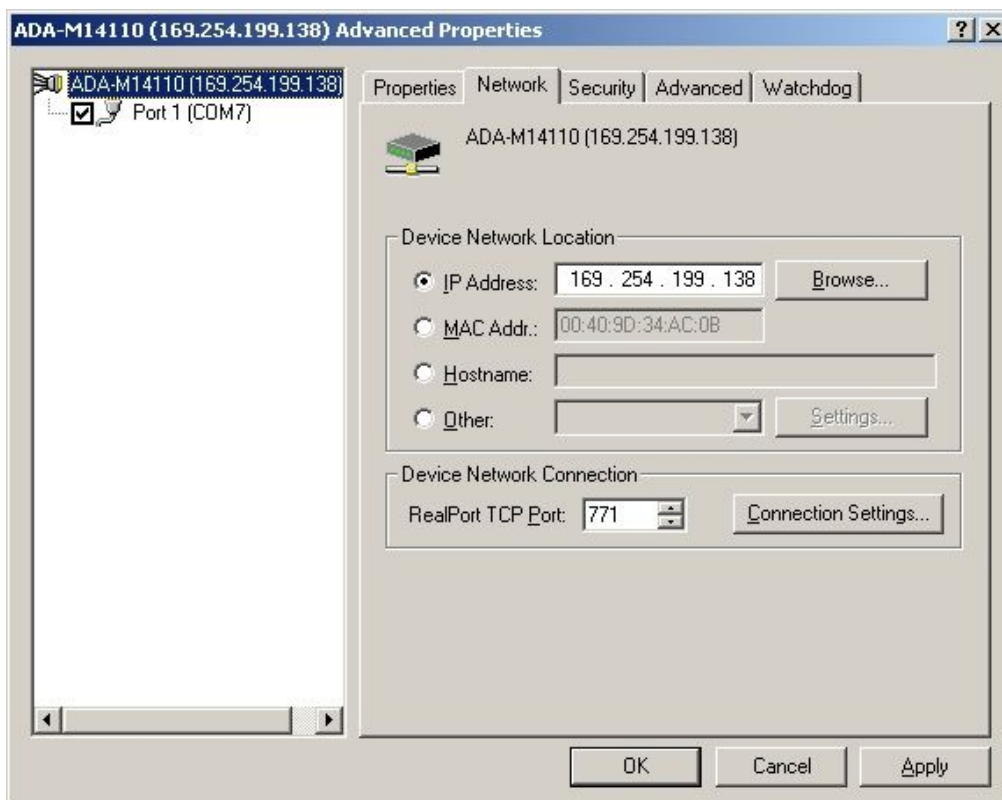 ADA-M14110 (169.254.199.138) Advanced Properties
ADA-M14110 (169.254.199.138)
Port 1 (COM7)
Properties Network Security Advanced Watchdog
ADA-M14110 (169.254.199.138)
Device Network Location
IP Address: 169 . 254 . 199 . 138 Browse...
MAC Addr.: 00:40:9D:34:AC:0B
Hostname:
Other: Settings...
Device Network Connection
RealPort TCP Port: 771 Connection Settings...
OK Cancel Apply